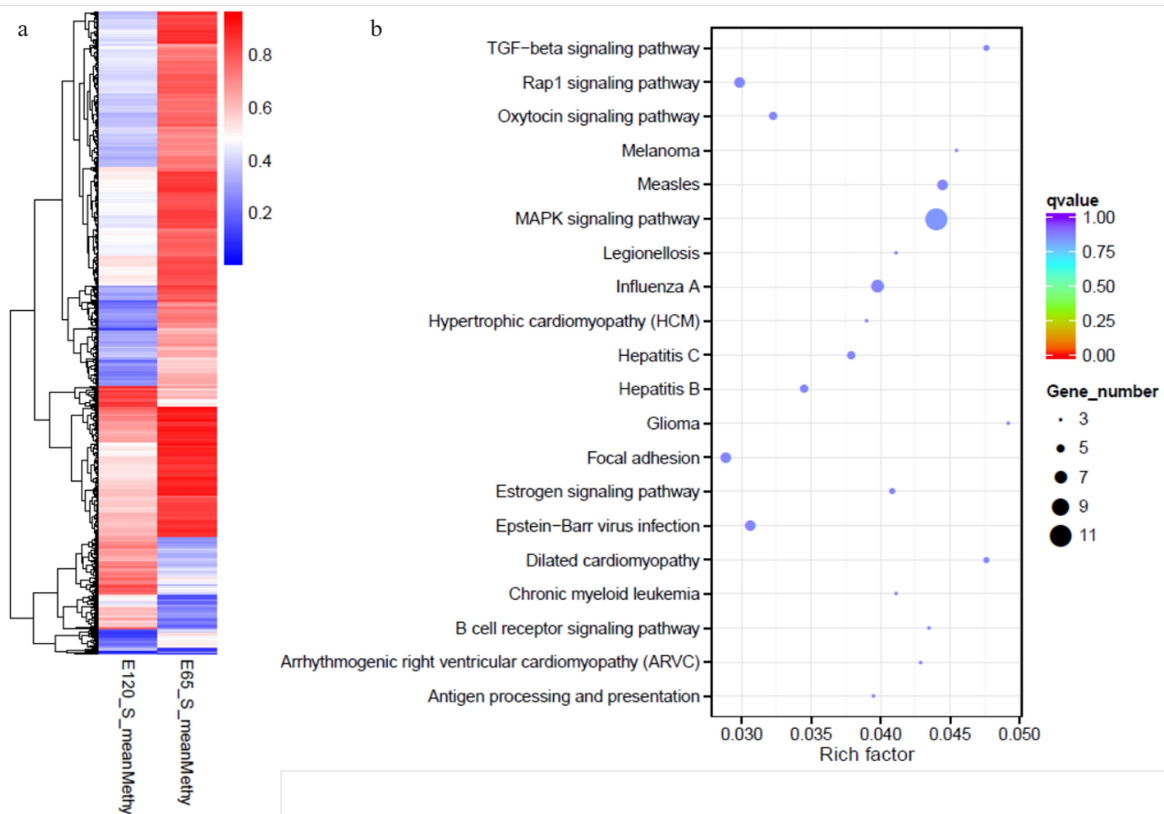 a
0.8
0.6
0.4
0.2
E120_S_meanMethy
E65_S_meanMethy
b
TGF−beta signaling pathway
Rap1 signaling pathway
Oxytocin signaling pathway
Melanoma
Measles
MAPK signaling pathway
Legionellosis
Influenza A
Hypertrophic cardiomyopathy (HCM)
Hepatitis C
Hepatitis B
Glioma
Focal adhesion
Estrogen signaling pathway
Epstein−Barr virus infection
Dilated cardiomyopathy
Chronic myeloid leukemia
B cell receptor signaling pathway
Arrhythmogenic right ventricular cardiomyopathy (ARVC)
Antigen processing and presentation
0.030 0.035 0.040 0.045 0.050
Rich factor
qvalue
1.00
0.75
0.50
0.25
0.00
Gene_number
3
5
7
9
11